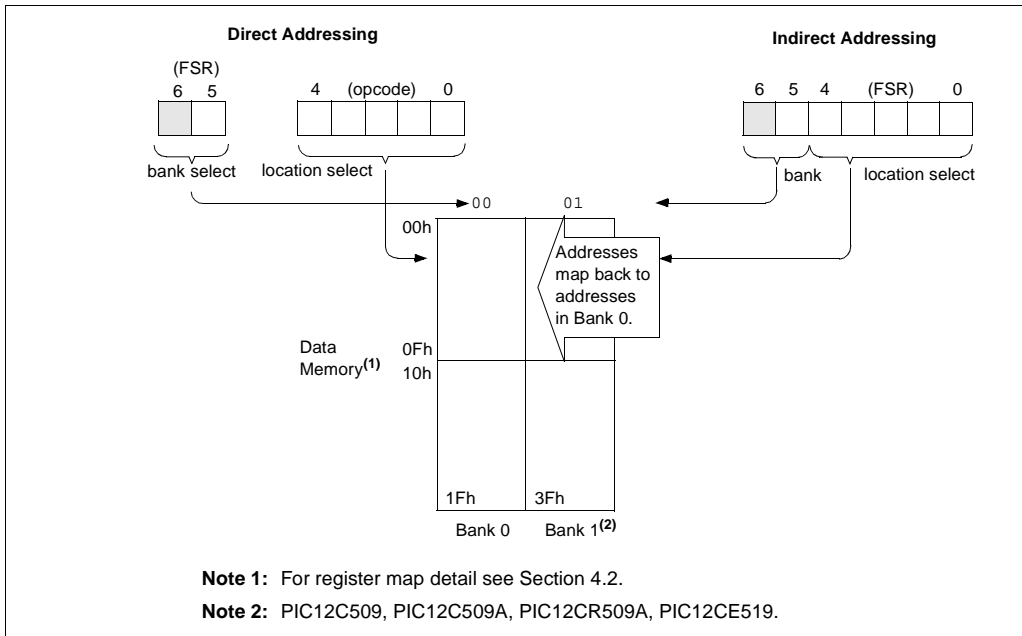 Direct Addressing
Indirect Addressing
(FSR)
6 5
4 (opcode) 0
6 5 4 (FSR) 0
bank select
location select
bank
location select
00 01
00h
Addresses
map back to
addresses
in Bank 0.
Data
Memory(1)
0Fh
10h
1Fh
3Fh
Bank 0
Bank 1(2)
Note 1: For register map detail see Section 4.2.
Note 2: PIC12C509, PIC12C509A, PIC12CR509A, PIC12CE519.